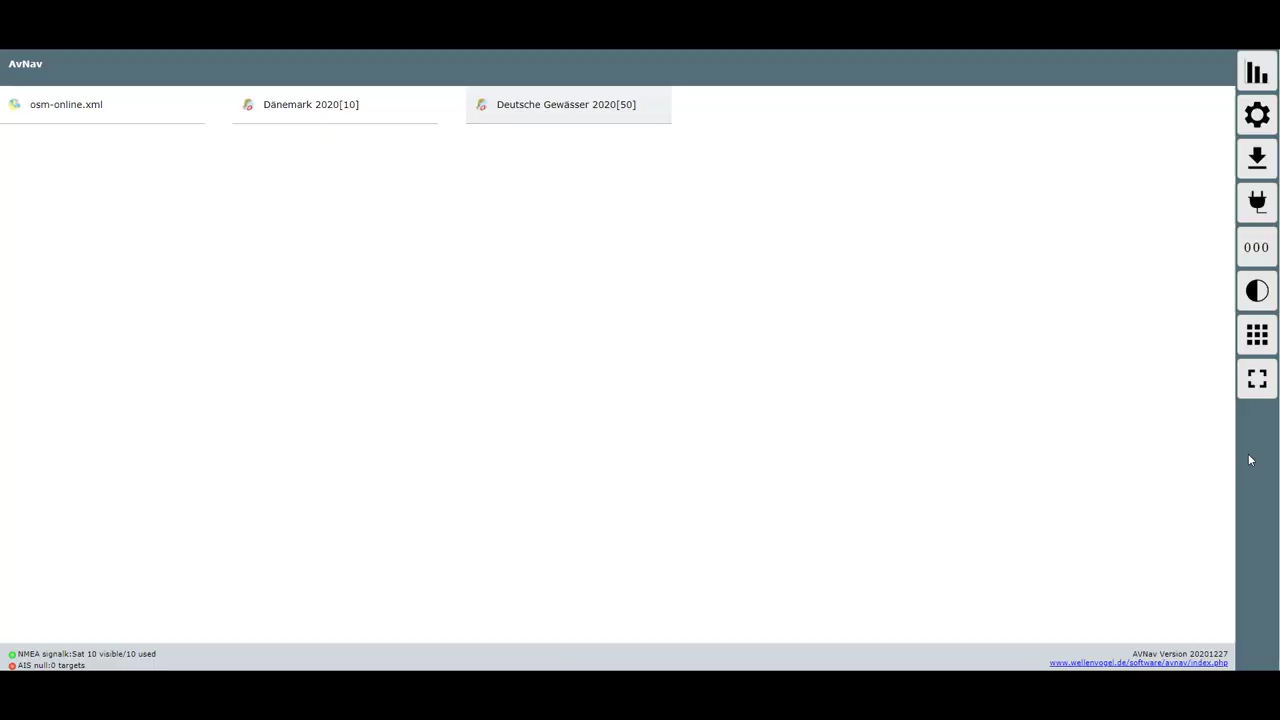 AvNav
osm-online.xml
Dänemark 2020[10]
Deutsche Gewässer 2020[50]
000
NMEA signalk:Sat 10 visible/10 used
AIS null:0 targets
AVNav Version 20201227
www.wellenvogel.de/software/avnav/index.php